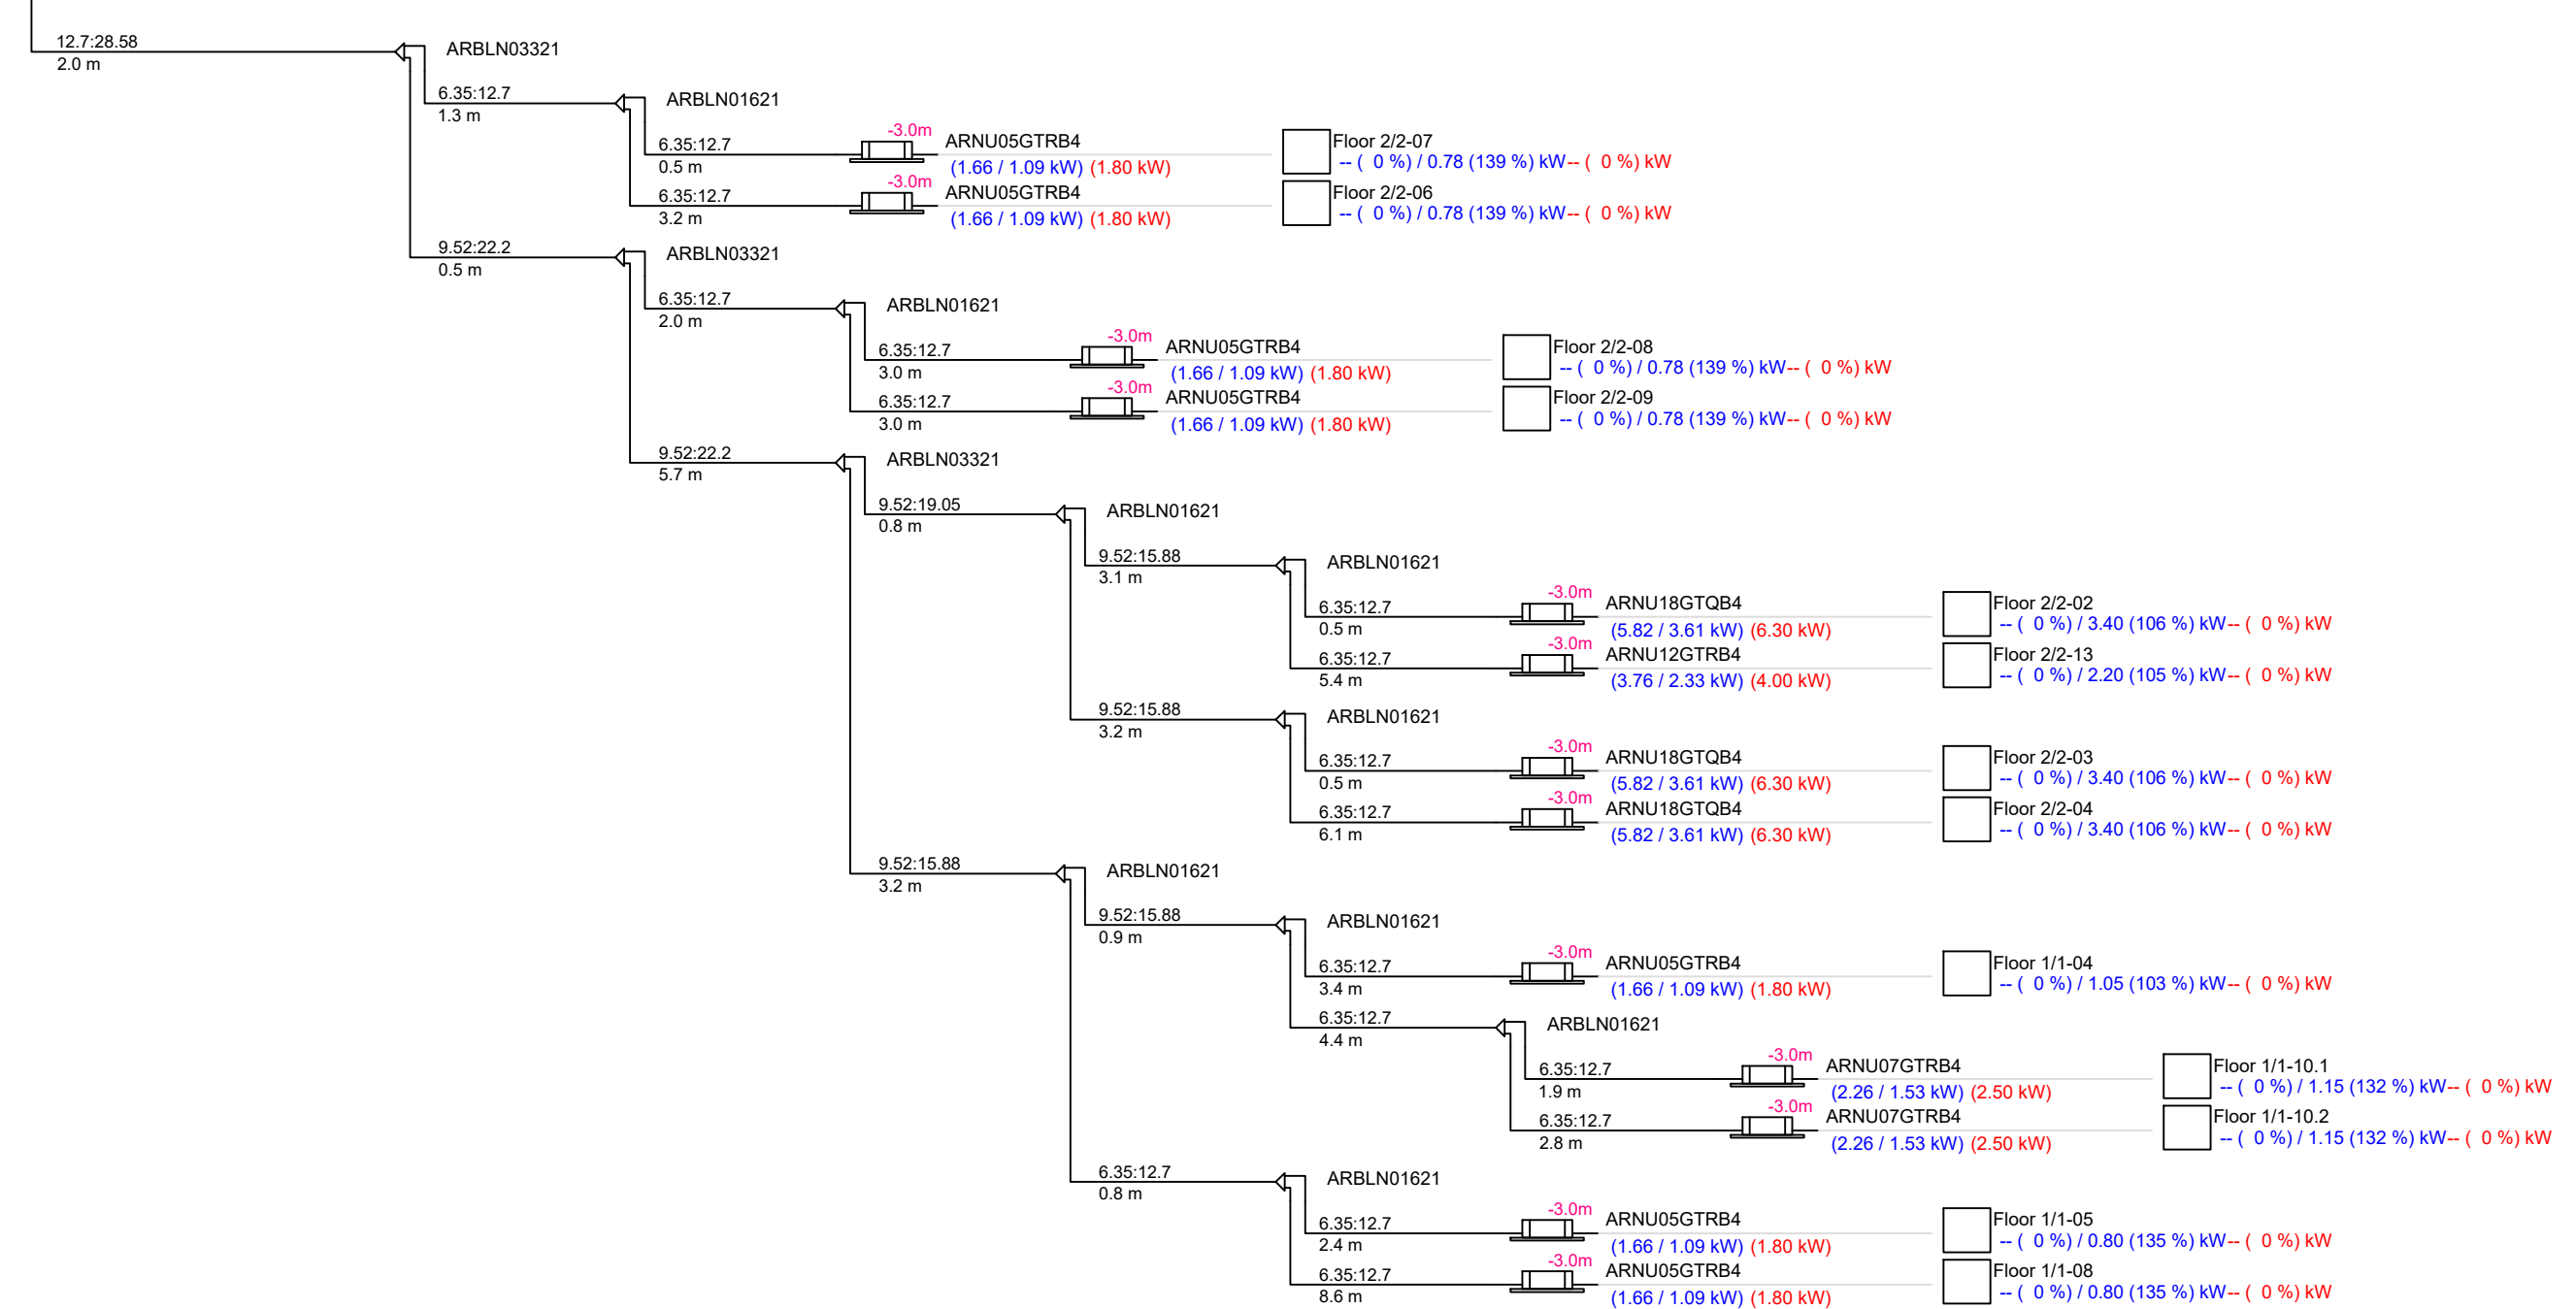 12.7:28.58
2.0 m
ARBLN03321
6.35:12.7
1.3 m
ARBLN01621
6.35:12.7
0.5 m
-3.0m
ARNU05GTRB4
(1.66 / 1.09 kW) (1.80 kW)
Floor 2/2-07
-- ( 0 %) / 0.78 (139 %) kW-- ( 0 %) kW
6.35:12.7
3.2 m
-3.0m
ARNU05GTRB4
(1.66 / 1.09 kW) (1.80 kW)
Floor 2/2-06
-- ( 0 %) / 0.78 (139 %) kW-- ( 0 %) kW
9.52:22.2
0.5 m
ARBLN03321
6.35:12.7
2.0 m
ARBLN01621
6.35:12.7
3.0 m
-3.0m
ARNU05GTRB4
(1.66 / 1.09 kW) (1.80 kW)
Floor 2/2-08
-- ( 0 %) / 0.78 (139 %) kW-- ( 0 %) kW
6.35:12.7
3.0 m
-3.0m
ARNU05GTRB4
(1.66 / 1.09 kW) (1.80 kW)
Floor 2/2-09
-- ( 0 %) / 0.78 (139 %) kW-- ( 0 %) kW
9.52:22.2
5.7 m
ARBLN03321
9.52:19.05
0.8 m
ARBLN01621
9.52:15.88
3.1 m
ARBLN01621
6.35:12.7
0.5 m
-3.0m
ARNU18GTQB4
(5.82 / 3.61 kW) (6.30 kW)
Floor 2/2-02
-- ( 0 %) / 3.40 (106 %) kW-- ( 0 %) kW
6.35:12.7
5.4 m
-3.0m
ARNU12GTRB4
(3.76 / 2.33 kW) (4.00 kW)
Floor 2/2-13
-- ( 0 %) / 2.20 (105 %) kW-- ( 0 %) kW
9.52:15.88
3.2 m
ARBLN01621
6.35:12.7
0.5 m
-3.0m
ARNU18GTQB4
(5.82 / 3.61 kW) (6.30 kW)
Floor 2/2-03
-- ( 0 %) / 3.40 (106 %) kW-- ( 0 %) kW
6.35:12.7
6.1 m
-3.0m
ARNU18GTQB4
(5.82 / 3.61 kW) (6.30 kW)
Floor 2/2-04
-- ( 0 %) / 3.40 (106 %) kW-- ( 0 %) kW
9.52:15.88
3.2 m
ARBLN01621
9.52:15.88
0.9 m
ARBLN01621
6.35:12.7
3.4 m
-3.0m
ARNU05GTRB4
(1.66 / 1.09 kW) (1.80 kW)
Floor 1/1-04
-- ( 0 %) / 1.05 (103 %) kW-- ( 0 %) kW
6.35:12.7
4.4 m
ARBLN01621
6.35:12.7
1.9 m
-3.0m
ARNU07GTRB4
(2.26 / 1.53 kW) (2.50 kW)
Floor 1/1-10.1
-- ( 0 %) / 1.15 (132 %) kW-- ( 0 %) kW
6.35:12.7
2.8 m
-3.0m
ARNU07GTRB4
(2.26 / 1.53 kW) (2.50 kW)
Floor 1/1-10.2
-- ( 0 %) / 1.15 (132 %) kW-- ( 0 %) kW
6.35:12.7
0.8 m
ARBLN01621
6.35:12.7
2.4 m
-3.0m
ARNU05GTRB4
(1.66 / 1.09 kW) (1.80 kW)
Floor 1/1-05
-- ( 0 %) / 0.80 (135 %) kW-- ( 0 %) kW
6.35:12.7
8.6 m
-3.0m
ARNU05GTRB4
(1.66 / 1.09 kW) (1.80 kW)
Floor 1/1-08
-- ( 0 %) / 0.80 (135 %) kW-- ( 0 %) kW